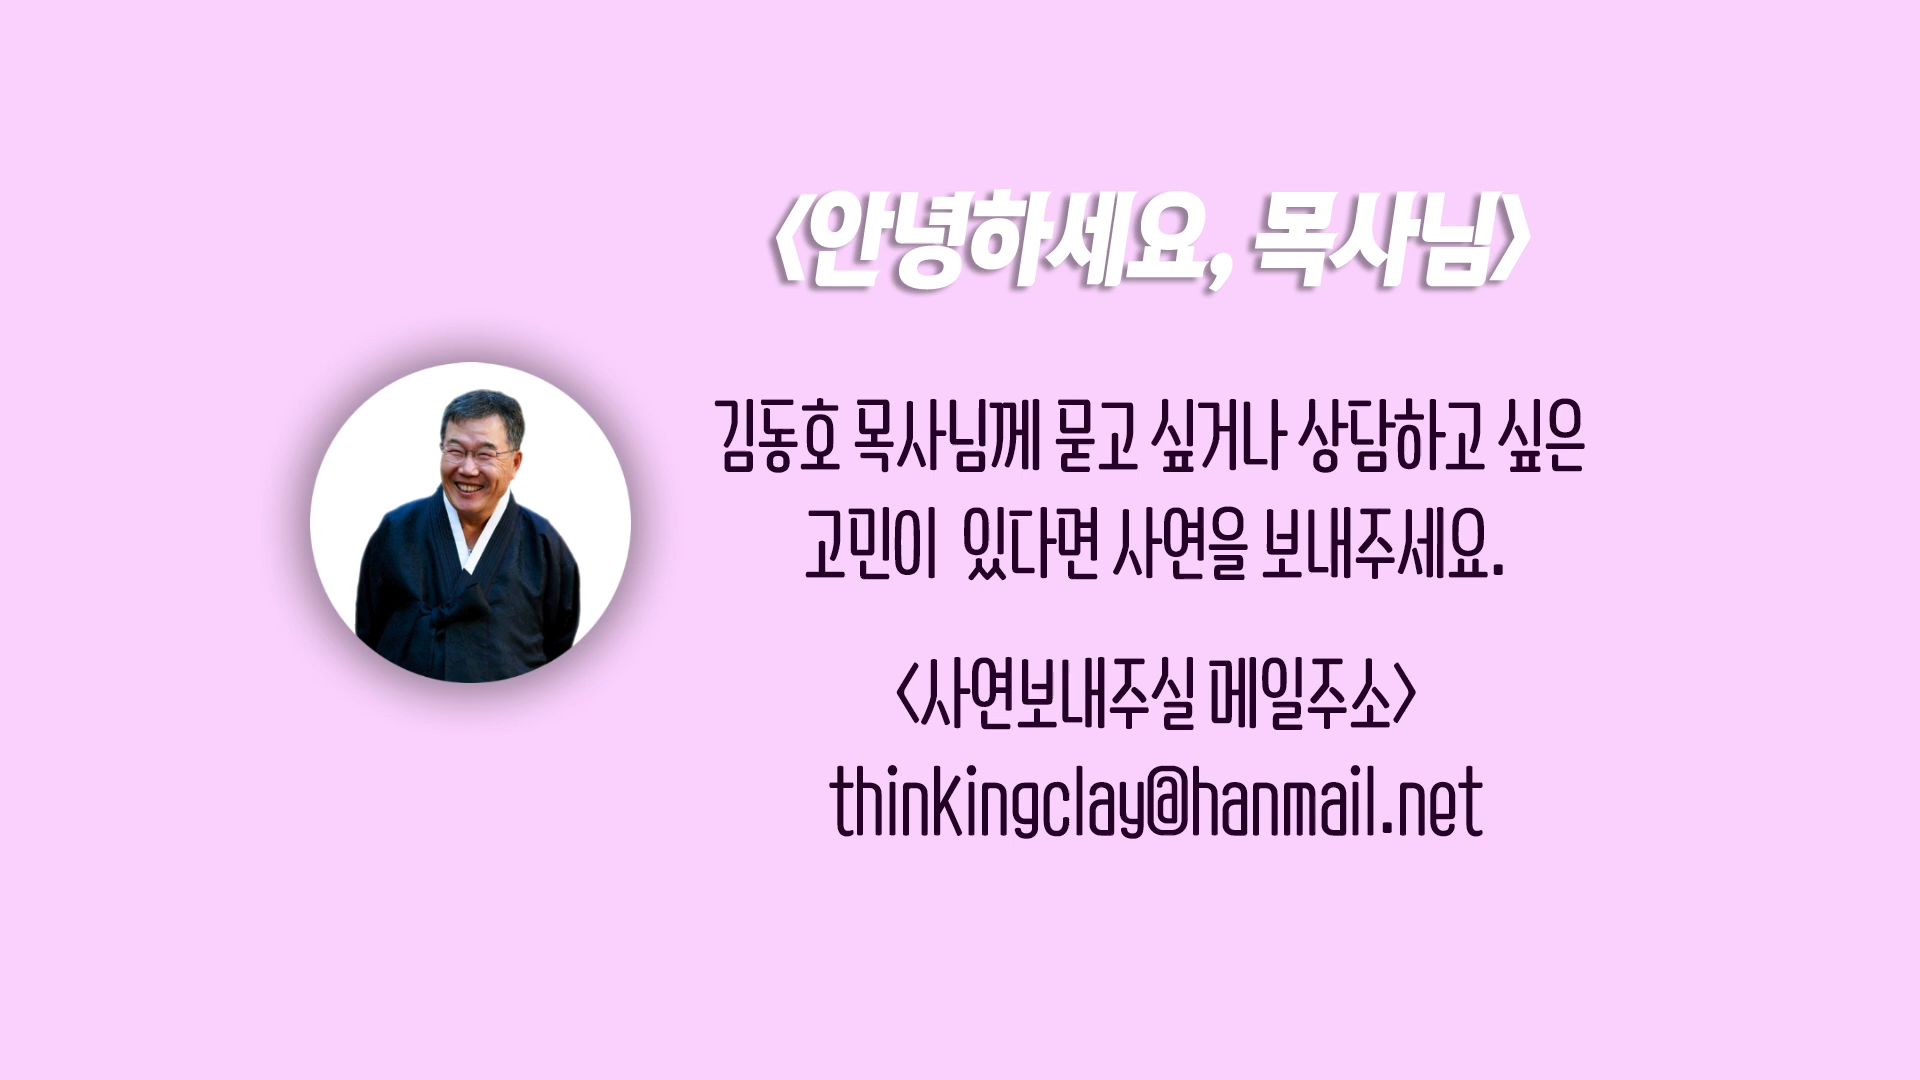 <안녕하세요, 목사님>
김동호 목사님께 묻고 싶거나 상담하고 싶은
고민이 있다면 사연을 보내주세요.
<사연보내주실 메일주소>
thinkingclay@hanmail.net